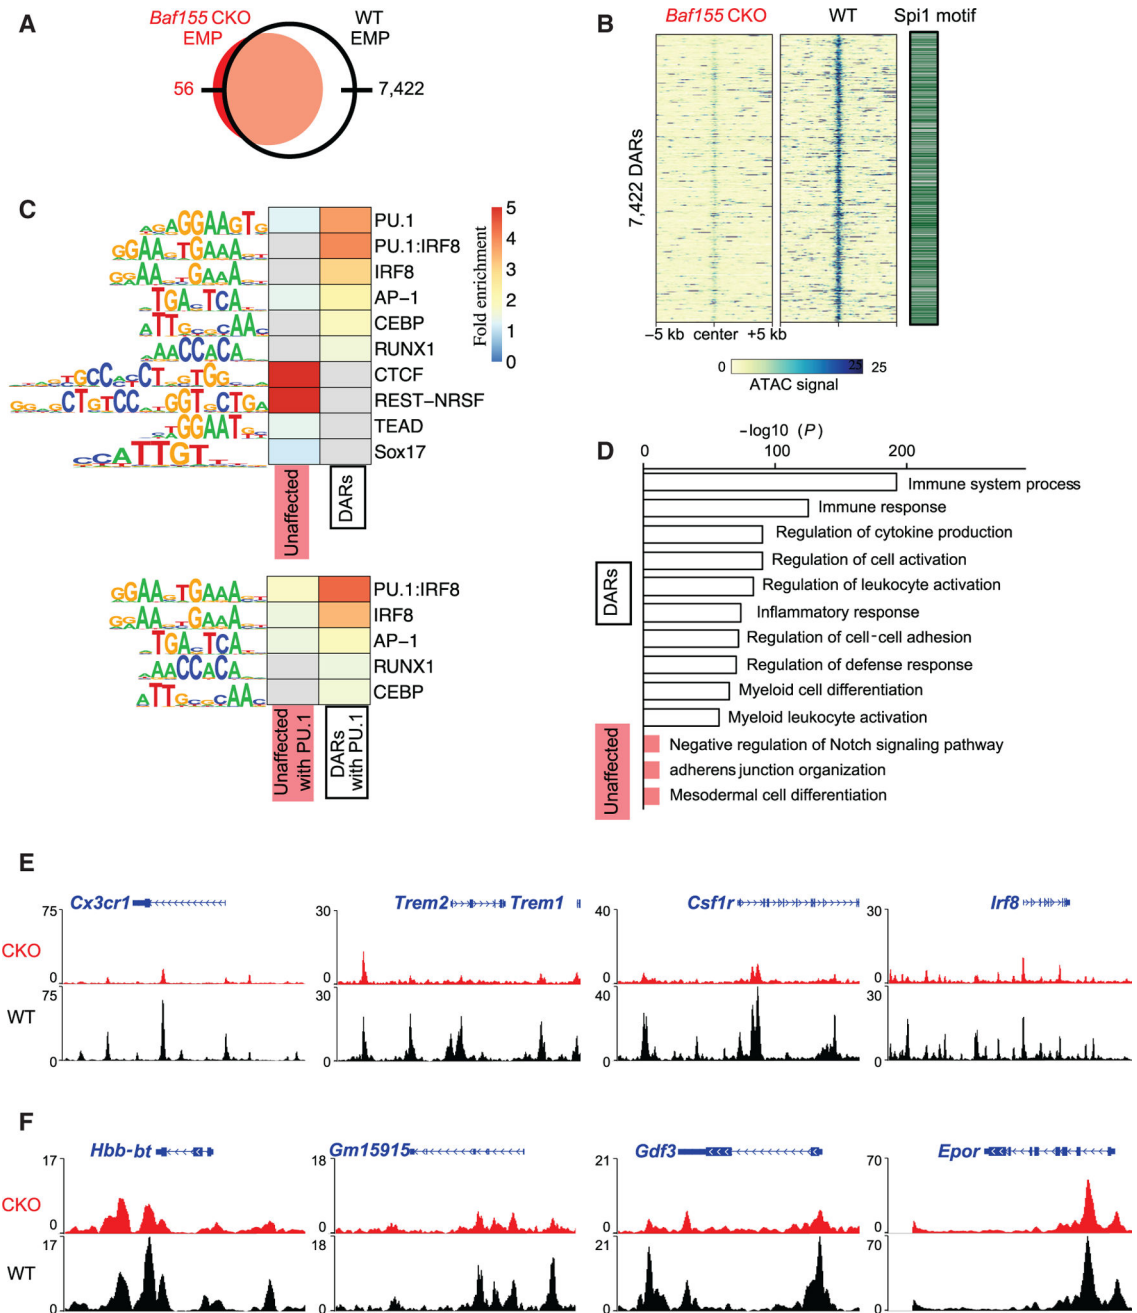 A
Baf155 CKO
EMP
WT
EMP
56
7,422
B
Baf155 CKO
WT
Spi1 motif
7,422 DARs
−5 kb center +5 kb
0
25
25
ATAC signal
C
PU.1
PU.1:IRF8
IRF8
AP−1
CEBP
RUNX1
CTCF
REST−NRSF
TEAD
Sox17
Unaffected
DARs
5
4
3
2
1
0
Fold enrichment
PU.1:IRF8
IRF8
AP−1
RUNX1
CEBP
Unaffected
with PU.1
DARs
with PU.1
D
−log10 (P)
0 100 200
Immune system process
Immune response
Regulation of cytokine production
Regulation of cell activation
Regulation of leukocyte activation
Inflammatory response
Regulation of cell-cell adhesion
Regulation of defense response
Myeloid cell differentiation
Myeloid leukocyte activation
Negative regulation of Notch signaling pathway
adherens junction organization
Mesodermal cell differentiation
DARs
Unaffected
E
Cx3cr1
Trem2 Trem1
Csf1r
Irf8
CKO
75
0
30
0
40
0
30
0
WT
75
0
30
0
40
0
30
0
F
Hbb-bt
Gm15915
Gdf3
Epor
CKO
17
0
18
0
21
0
70
0
WT
17
0
18
0
21
0
70
0